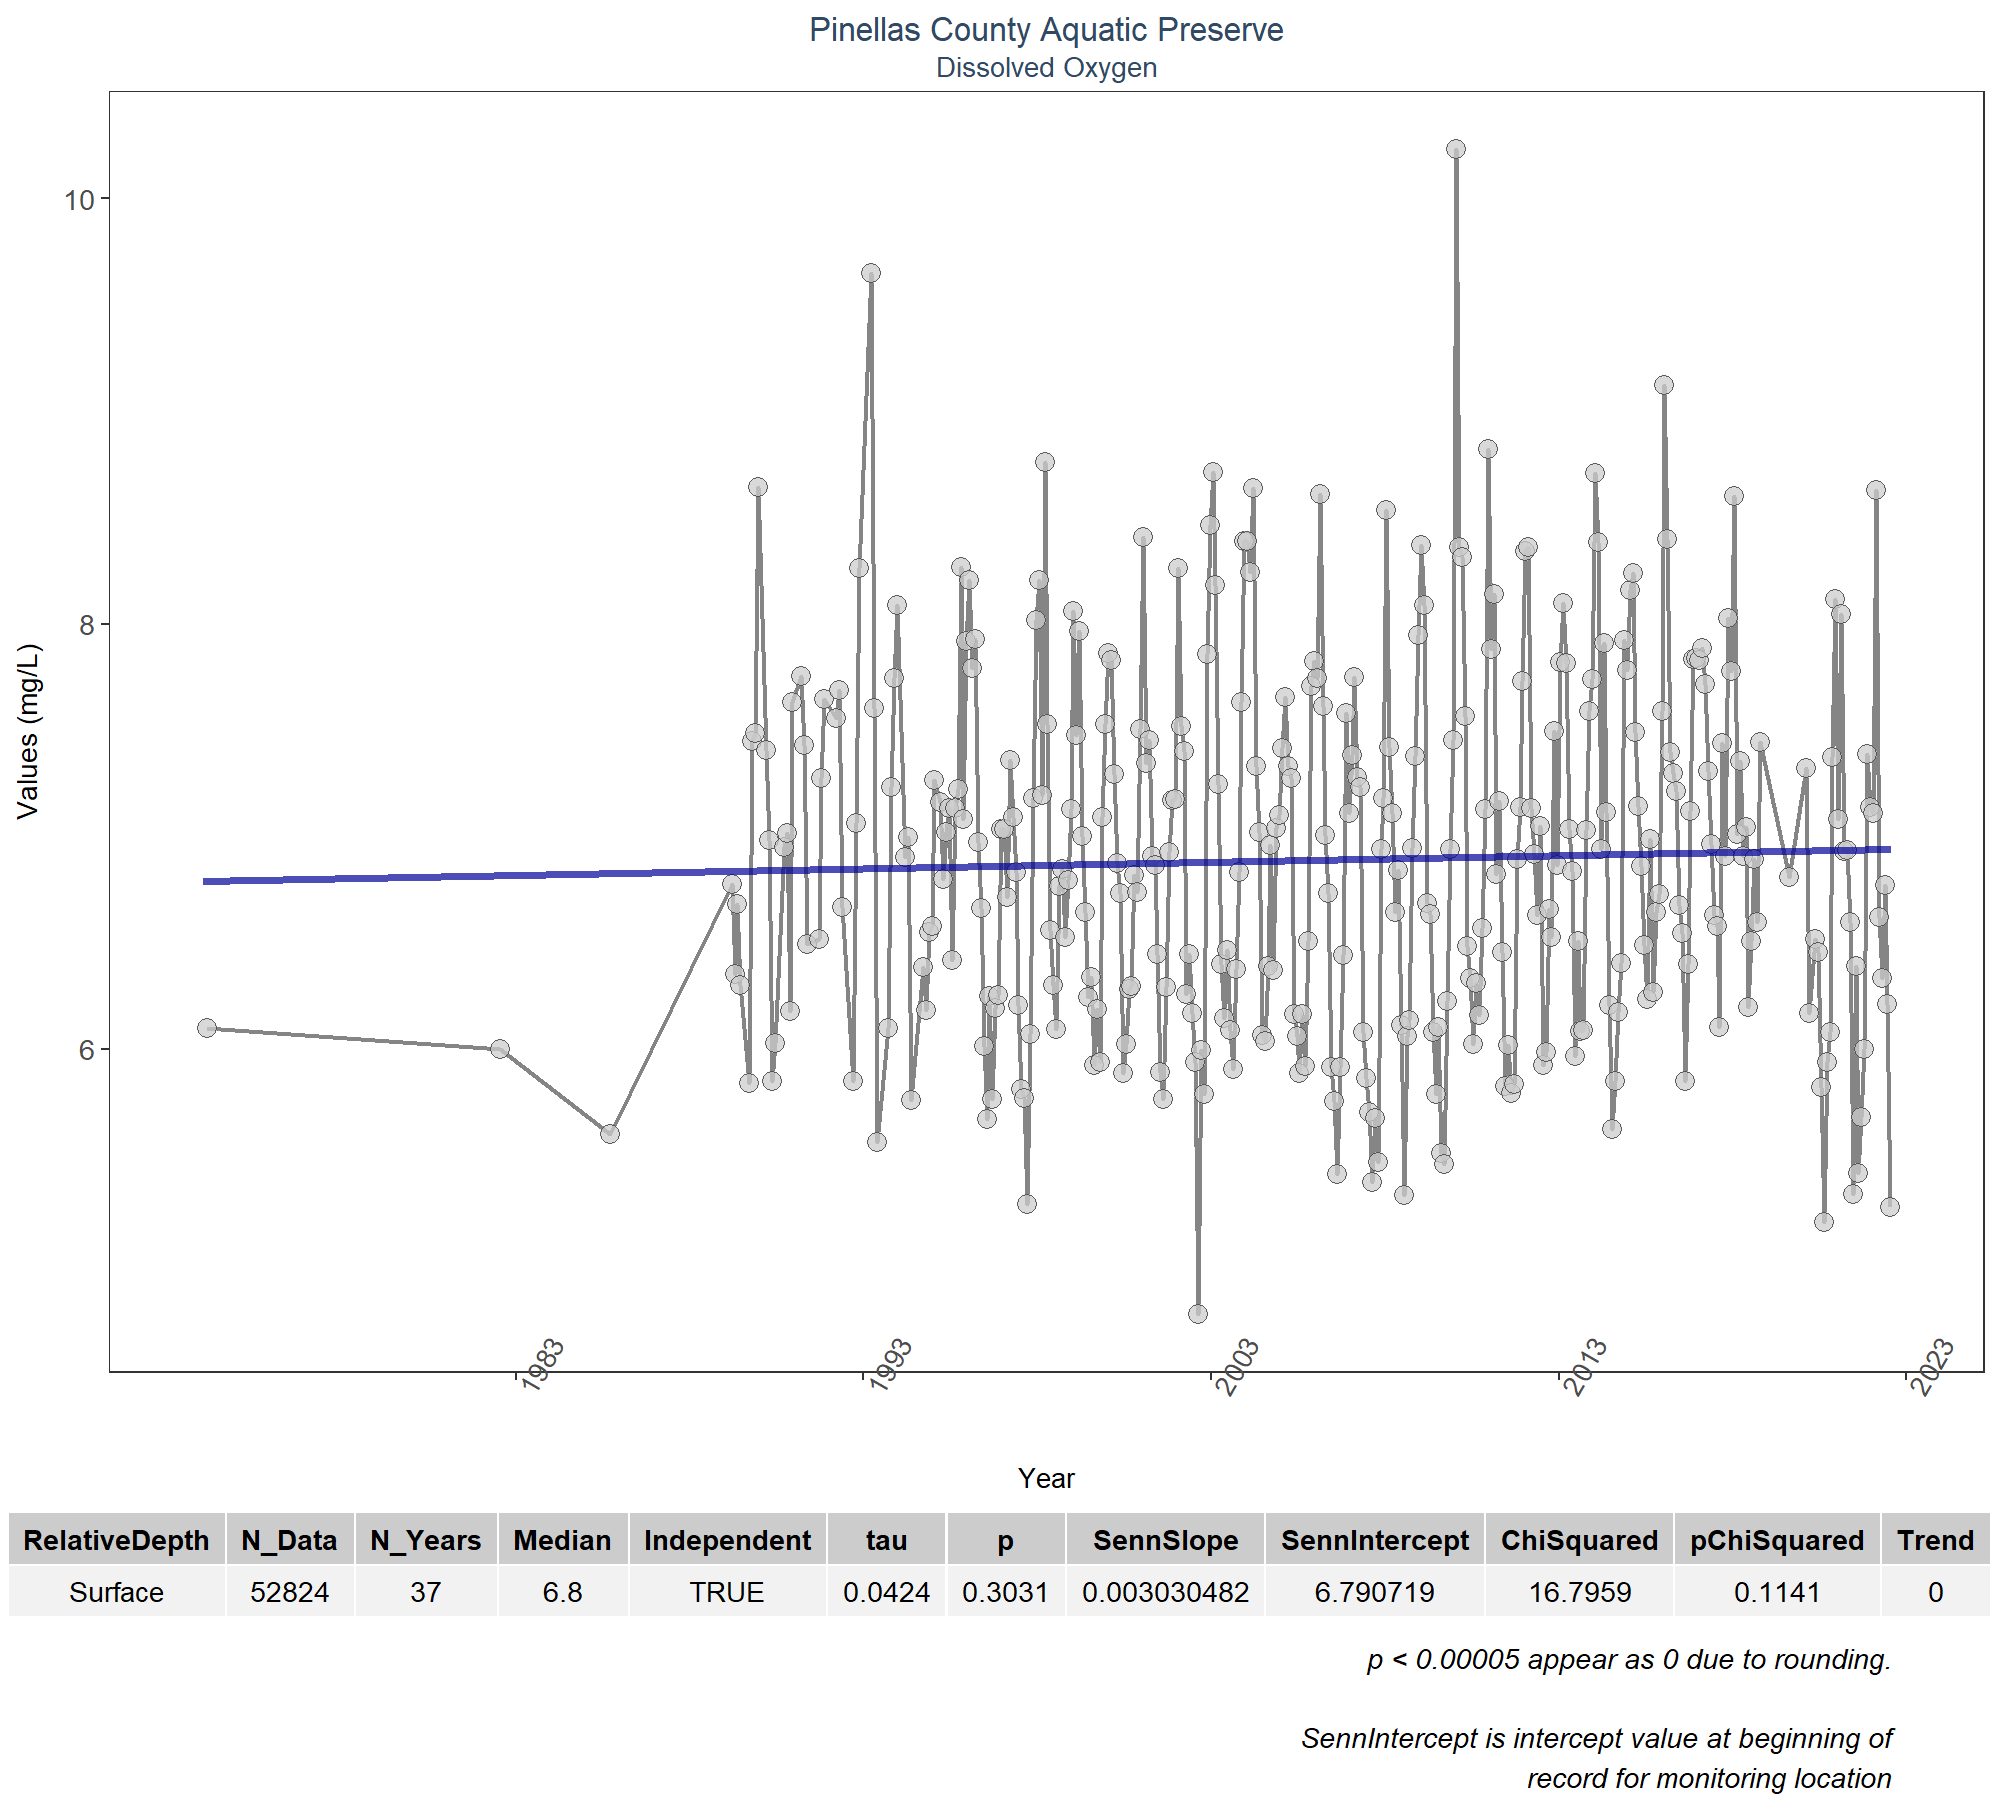 Pinellas County Aquatic Preserve
Dissolved Oxygen
10
8
6
Values (mg/L)
1983
1993
2003
2013
2023
Year
RelativeDepth N_Data N_Years Median Independent tau p SennSlope SennIntercept ChiSquared pChiSquared Trend
Surface 52824 37 6.8 TRUE 0.0424 0.3031 0.003030482 6.790719 16.7959 0.1141 0
p < 0.00005 appear as 0 due to rounding.
SennIntercept is intercept value at beginning of
record for monitoring location